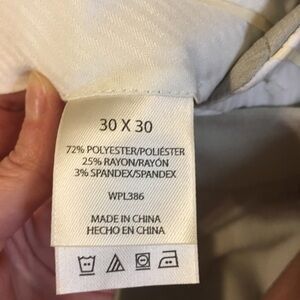 30 X 30
72% POLYESTER/POLIÉSTER
25% RAYON/RAYÓN
3% SPANDEX/SPANDEX
WPL386
MADE IN CHINA
HECHO EN CHINA